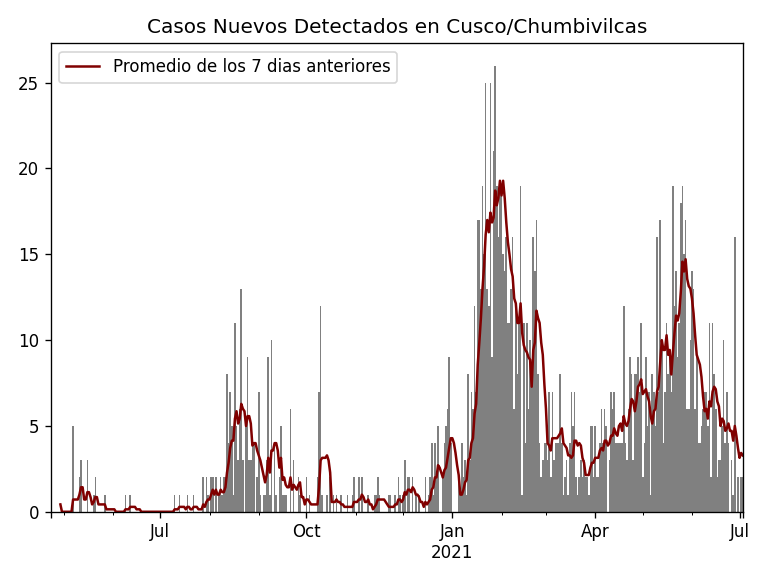 Casos Nuevos Detectados en Cusco/Chumbivilcas
Promedio de los 7 dias anteriores
25
20
15
10
5
0
Jul
Oct
Jan
2021
Apr
Jul